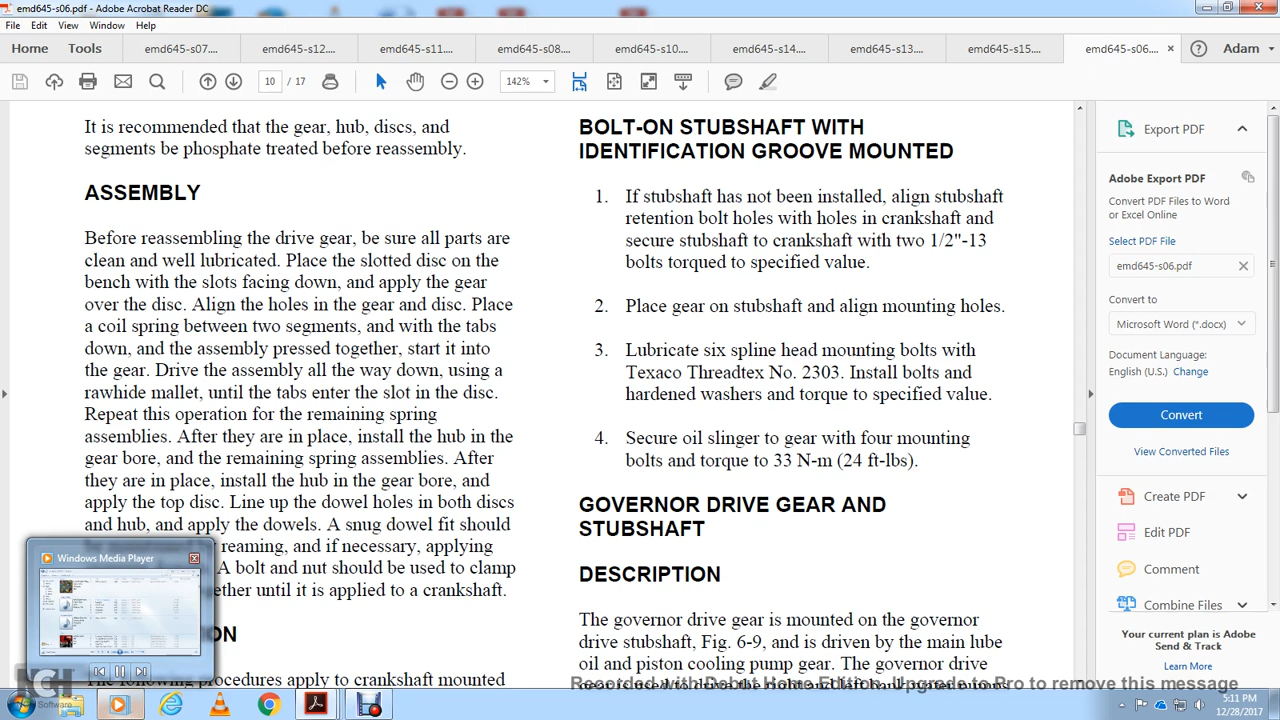 emd645-s06.pdf - Adobe Acrobat Reader DC
File Edit View Window Help
Home Tools emd645-s07.... emd645-s12.... emd645-s11.... emd645-s08.... emd645-s10.... emd645-s14.... emd645-s13.... emd645-s15.... emd645-s06.... × Adam
10 / 17 142%
It is recommended that the gear, hub, discs, and
segments be phosphate treated before reassembly.
ASSEMBLY
Before reassembling the drive gear, be sure all parts are
clean and well lubricated. Place the slotted disc on the
bench with the slots facing down, and apply the gear
over the disc. Align the holes in the gear and disc. Place
a coil spring between two segments, and with the tabs
down, and the assembly pressed together, start it into
the gear. Drive the assembly all the way down, using a
rawhide mallet, until the tabs enter the slot in the disc.
Repeat this operation for the remaining spring
assemblies. After they are in place, install the hub in the
gear bore, and the remaining spring assemblies. After
they are in place, install the hub in the gear bore, and
apply the top disc. Line up the dowel holes in both discs
and hub, and apply the dowels. A snug dowel fit should
reaming, and if necessary, applying
A bolt and nut should be used to clamp
ether until it is applied to a crankshaft.
ON
The following procedures apply to crankshaft mounted
BOLT-ON STUBSHAFT WITH
IDENTIFICATION GROOVE MOUNTED
1. If stubshaft has not been installed, align stubshaft
retention bolt holes with holes in crankshaft and
secure stubshaft to crankshaft with two 1/2"-13
bolts torqued to specified value.
2. Place gear on stubshaft and align mounting holes.
3. Lubricate six spline head mounting bolts with
Texaco Threadtex No. 2303. Install bolts and
hardened washers and torque to specified value.
4. Secure oil slinger to gear with four mounting
bolts and torque to 33 N-m (24 ft-lbs).
GOVERNOR DRIVE GEAR AND
STUBSHAFT
DESCRIPTION
The governor drive gear is mounted on the governor
drive stubshaft, Fig. 6-9, and is driven by the main lube
oil and piston cooling pump gear. The governor drive
Export PDF
Adobe Export PDF
Convert PDF Files to Word
or Excel Online
Select PDF File
emd645-s06.pdf
Convert to
Microsoft Word (*.docx)
Document Language:
English (U.S.) Change
Convert
View Converted Files
Create PDF
Edit PDF
Comment
Combine Files
Your current plan is Adobe
Send & Track
Learn More
Windows Media Player
Software
Recorded with Debut Home Edition. Upgrade to Pro to remove this message
5:11 PM
12/28/2017